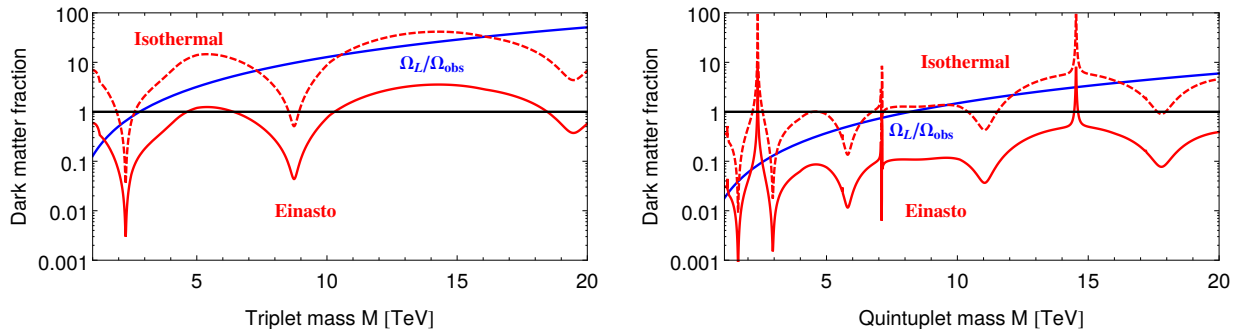 100
10
1
0.1
0.01
0.001
Dark matter fraction
Isothermal
Ω_L/Ω_obs
Einasto
5 10 15 20
Triplet mass M [TeV]
100
10
1
0.1
0.01
0.001
Dark matter fraction
Isothermal
Ω_L/Ω_obs
Einasto
5 10 15 20
Quintuplet mass M [TeV]